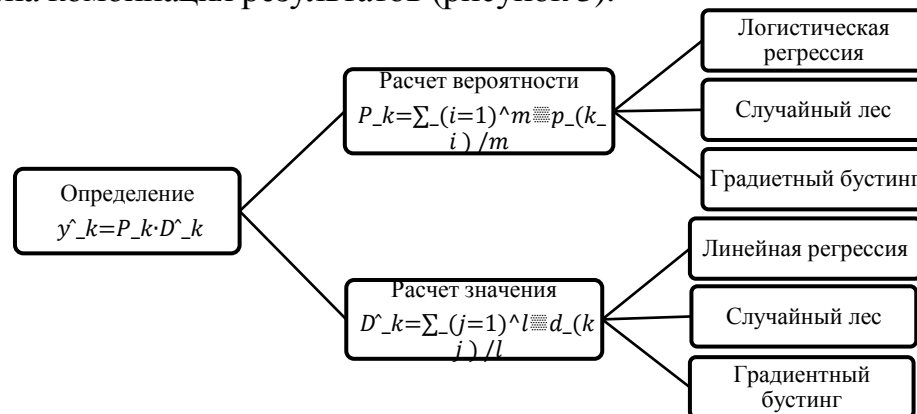 на комбинация результатов (рисунок 3).
Определение
y^_k=P_k·D^_k
Расчет вероятности
P_k=∑_(i=1)^m▒p_(k_
i ) /m
Логистическая
регрессия
Случайный лес
Градиетный бустинг
Расчет значения
D^_k=∑_(j=1)^l▒d_(k
j ) /l
Линейная регрессия
Случайный лес
Градиентный
бустинг